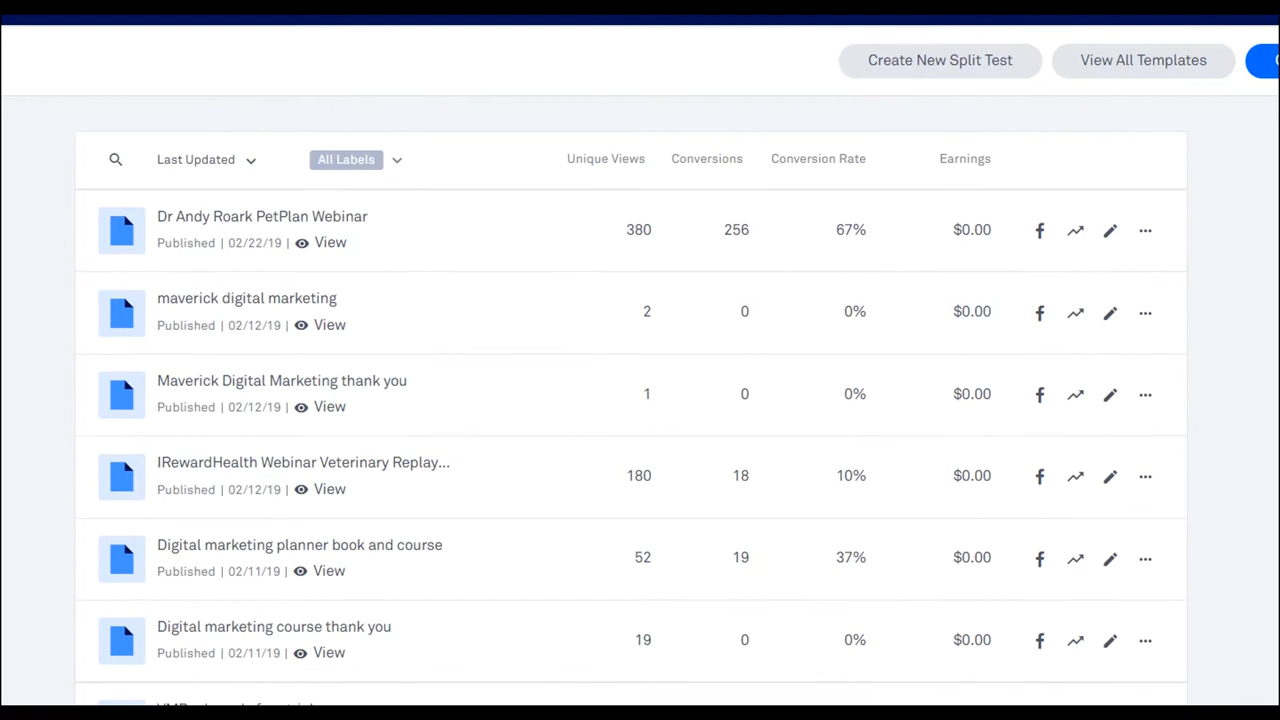 Create New Split Test
View All Templates
Last Updated
All Labels
Unique Views
Conversions
Conversion Rate
Earnings
Dr Andy Roark PetPlan Webinar
Published | 02/22/19 | View
380
256
67%
$0.00
maverick digital marketing
Published | 02/12/19 | View
2
0
0%
$0.00
Maverick Digital Marketing thank you
Published | 02/12/19 | View
1
0
0%
$0.00
IRewardHealth Webinar Veterinary Replay...
Published | 02/12/19 | View
180
18
10%
$0.00
Digital marketing planner book and course
Published | 02/11/19 | View
52
19
37%
$0.00
Digital marketing course thank you
Published | 02/11/19 | View
19
0
0%
$0.00